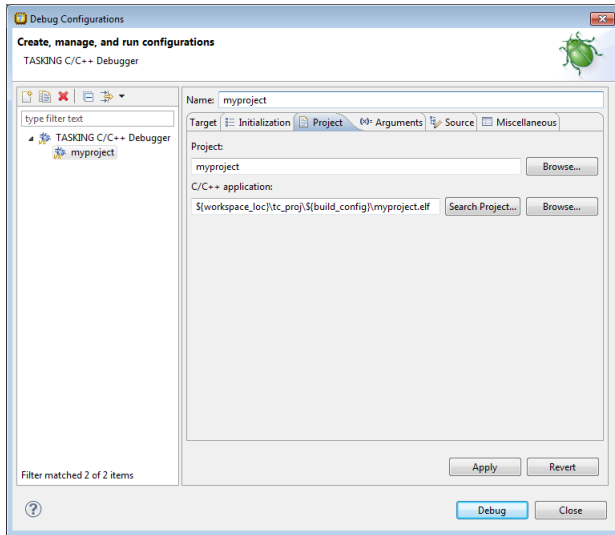 Debug Configurations
Create, manage, and run configurations
TASKING C/C++ Debugger
type filter text
TASKING C/C++ Debugger
myproject
Filter matched 2 of 2 items
Name: myproject
Target Initialization Project (x)= Arguments Source Miscellaneous
Project:
myproject Browse...
C/C++ application:
${workspace_loc}\tc_proj\${build_config}\myproject.elf Search Project... Browse...
Apply Revert
? Debug Close